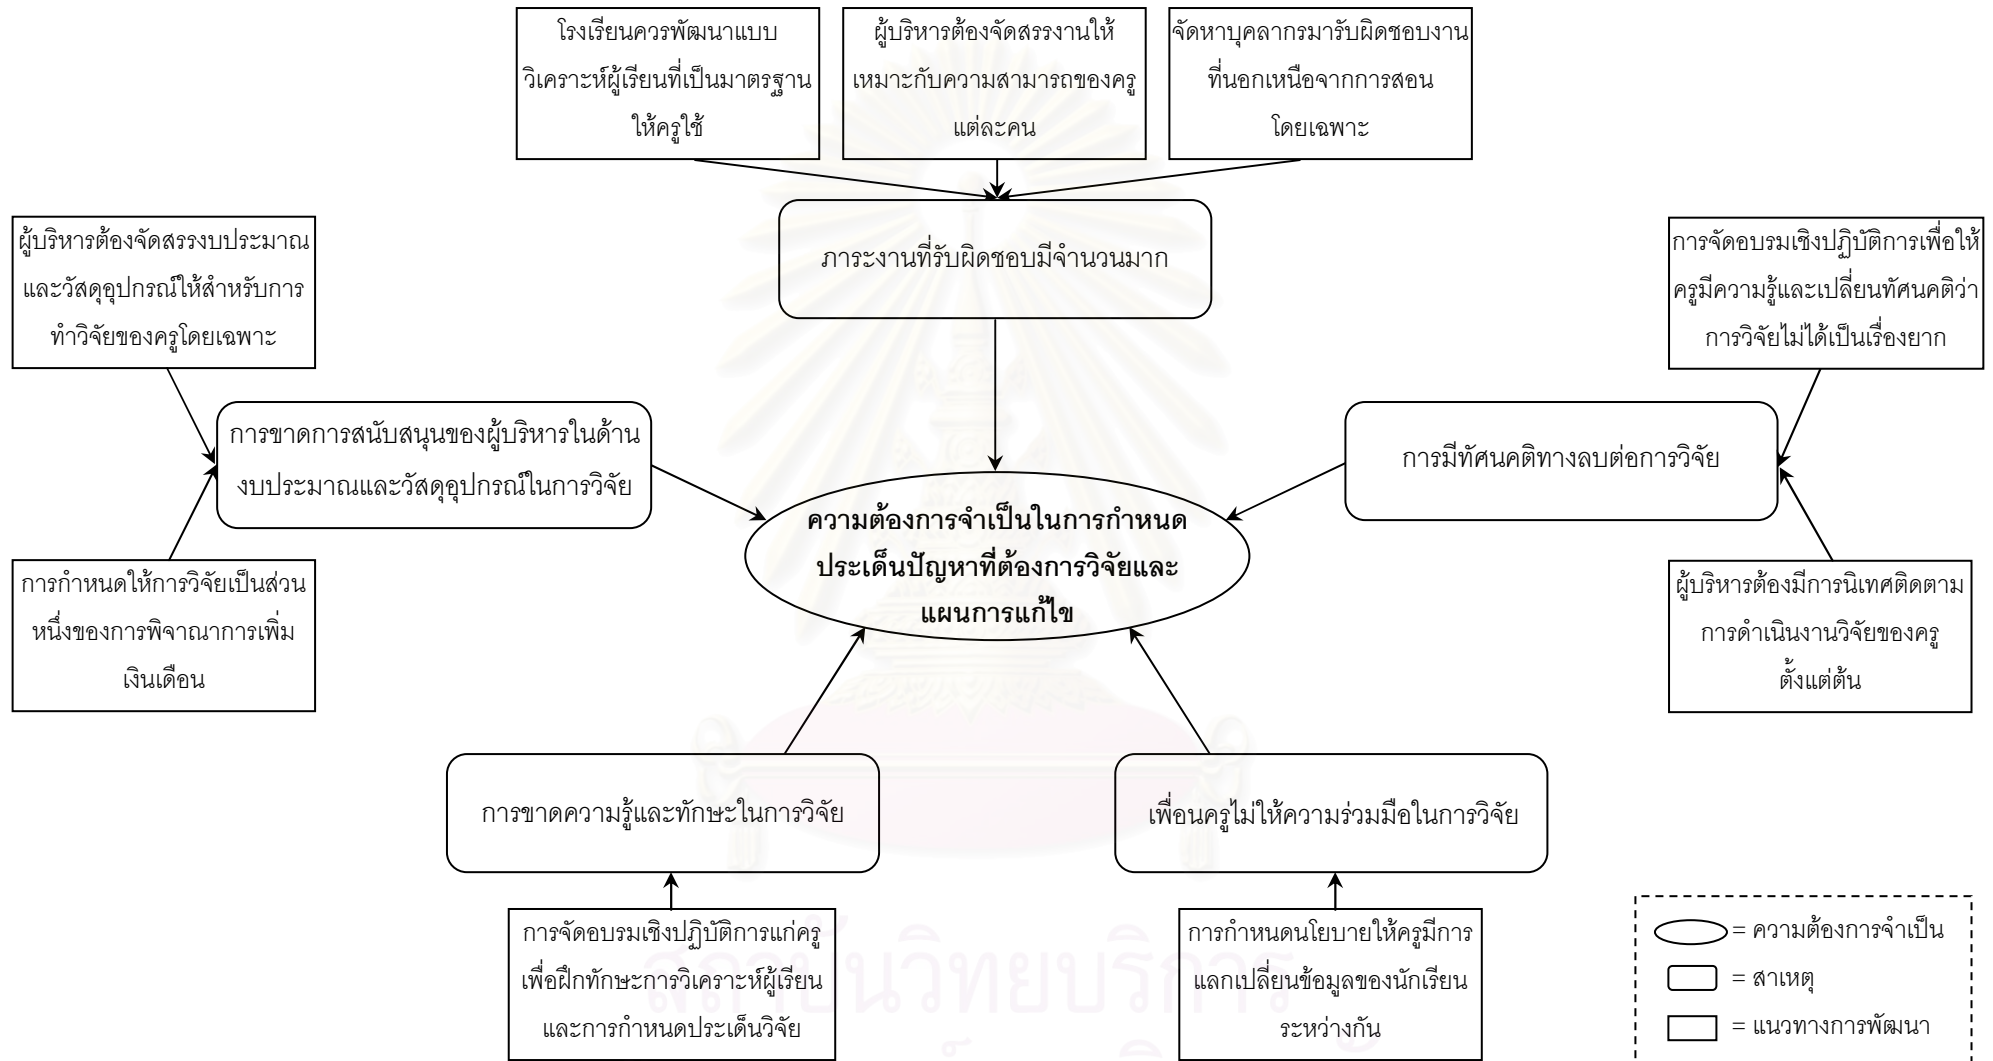 โรงเรียนควรพัฒนาแบบ
วิเคราะห์ผู้เรียนที่เป็นมาตรฐาน
ให้ครูใช้
ผู้บริหารต้องจัดสรรงานให้
เหมาะกับความสามารถของครู
แต่ละคน
จัดหาบุคลากรมารับผิดชอบงาน
ที่นอกเหนือจากการสอน
โดยเฉพาะ
ภาระงานที่รับผิดชอบมีจำนวนมาก
ผู้บริหารต้องจัดสรรงบประมาณ
และวัสดุอุปกรณ์ให้สำหรับการ
ทำวิจัยของครูโดยเฉพาะ
การจัดอบรมเชิงปฏิบัติการเพื่อให้
ครูมีความรู้และเปลี่ยนทัศนคติว่า
การวิจัยไม่ได้เป็นเรื่องยาก
การขาดการสนับสนุนของผู้บริหารในด้าน
งบประมาณและวัสดุอุปกรณ์ในการวิจัย
การมีทัศนคติทางลบต่อการวิจัย
ความต้องการจำเป็นในการกำหนด
ประเด็นปัญหาที่ต้องการวิจัยและ
แผนการแก้ไข
การกำหนดให้การวิจัยเป็นส่วน
หนึ่งของการพิจาณาการเพิ่ม
เงินเดือน
ผู้บริหารต้องมีการนิเทศติดตาม
การดำเนินงานวิจัยของครู
ตั้งแต่ต้น
การขาดความรู้และทักษะในการวิจัย
เพื่อนครูไม่ให้ความร่วมมือในการวิจัย
การจัดอบรมเชิงปฏิบัติการแก่ครู
เพื่อฝึกทักษะการวิเคราะห์ผู้เรียน
และการกำหนดประเด็นวิจัย
การกำหนดนโยบายให้ครูมีการ
แลกเปลี่ยนข้อมูลของนักเรียน
ระหว่างกัน
= ความต้องการจำเป็น
= สาเหตุ
= แนวทางการพัฒนา
สถาบันวิทยบริการ